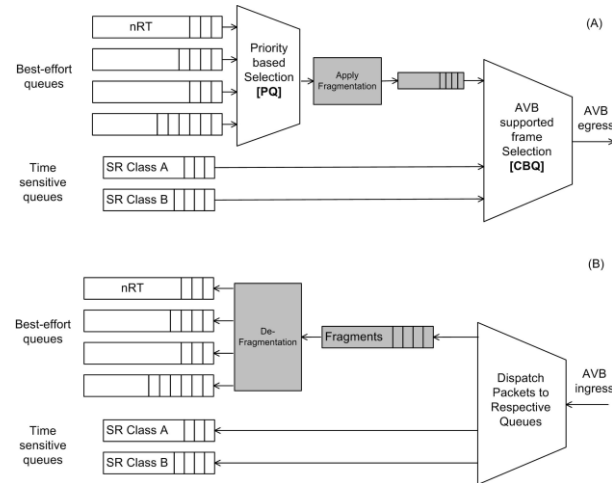 (A)
nRT
Best-effort
queues
Priority
based
Selection
[PQ]
Apply
Fragmentation
AVB
supported
frame
Selection
[CBQ]
AVB
egress
Time
sensitive
queues
SR Class A
SR Class B
(B)
nRT
Best-effort
queues
De-
Fragmentation
Fragments
Dispatch
Packets to
Respective
Queues
AVB
ingress
Time
sensitive
queues
SR Class A
SR Class B